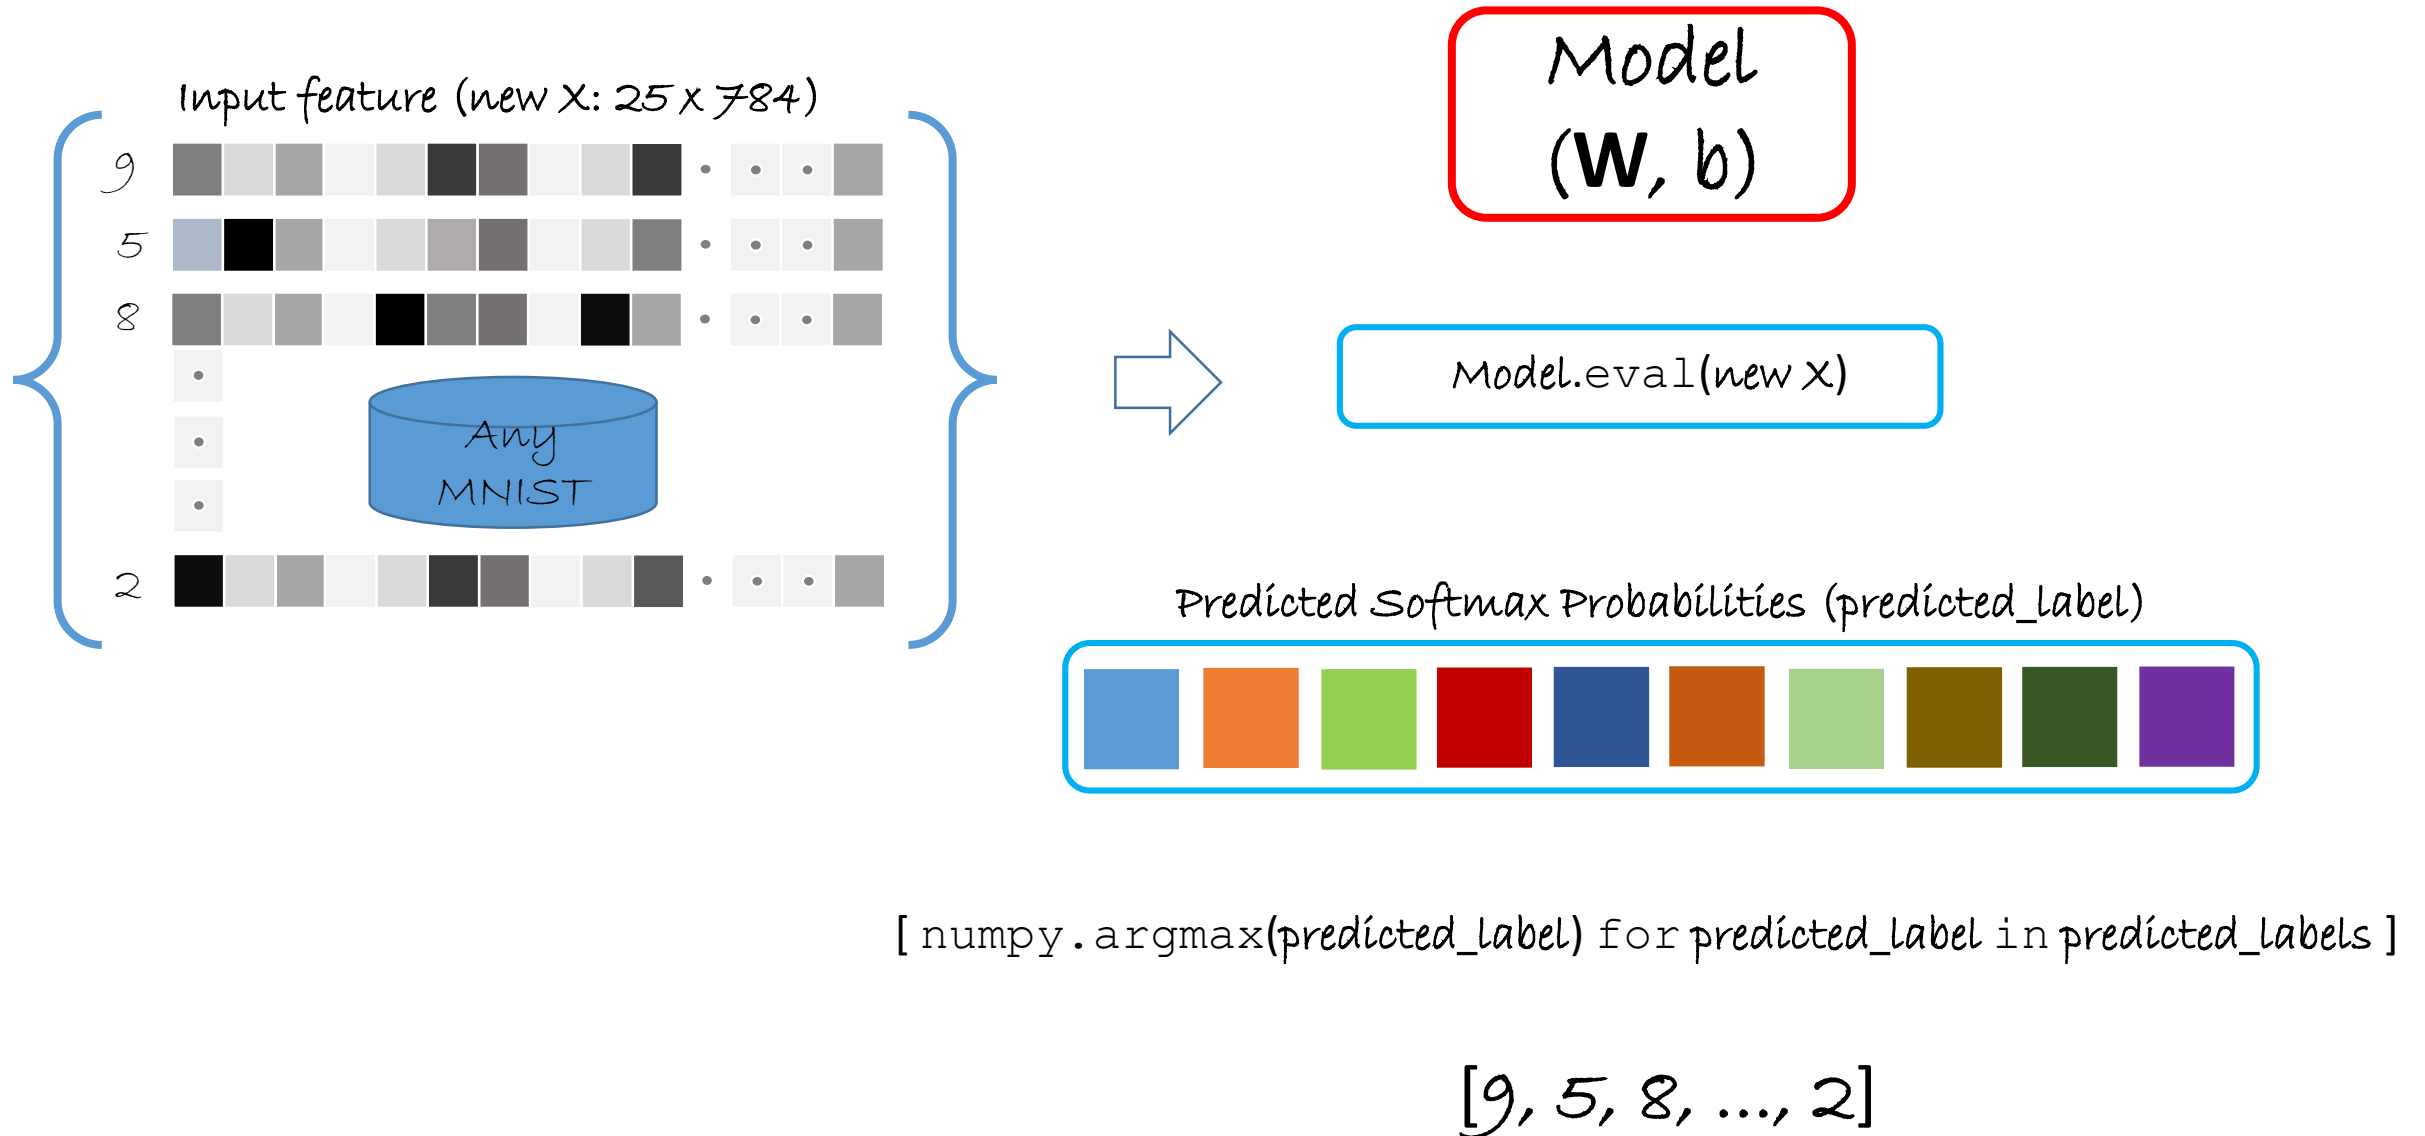 Input feature (new X: 25 x 784)
9
5
8
Any
MNIST
2
Model
(W, b)
Model.eval(new X)
Predicted Softmax Probabilities (predicted_label)
[ numpy.argmax(predicted_label) for predicted_label in predicted_labels ]
[9, 5, 8, ..., 2]